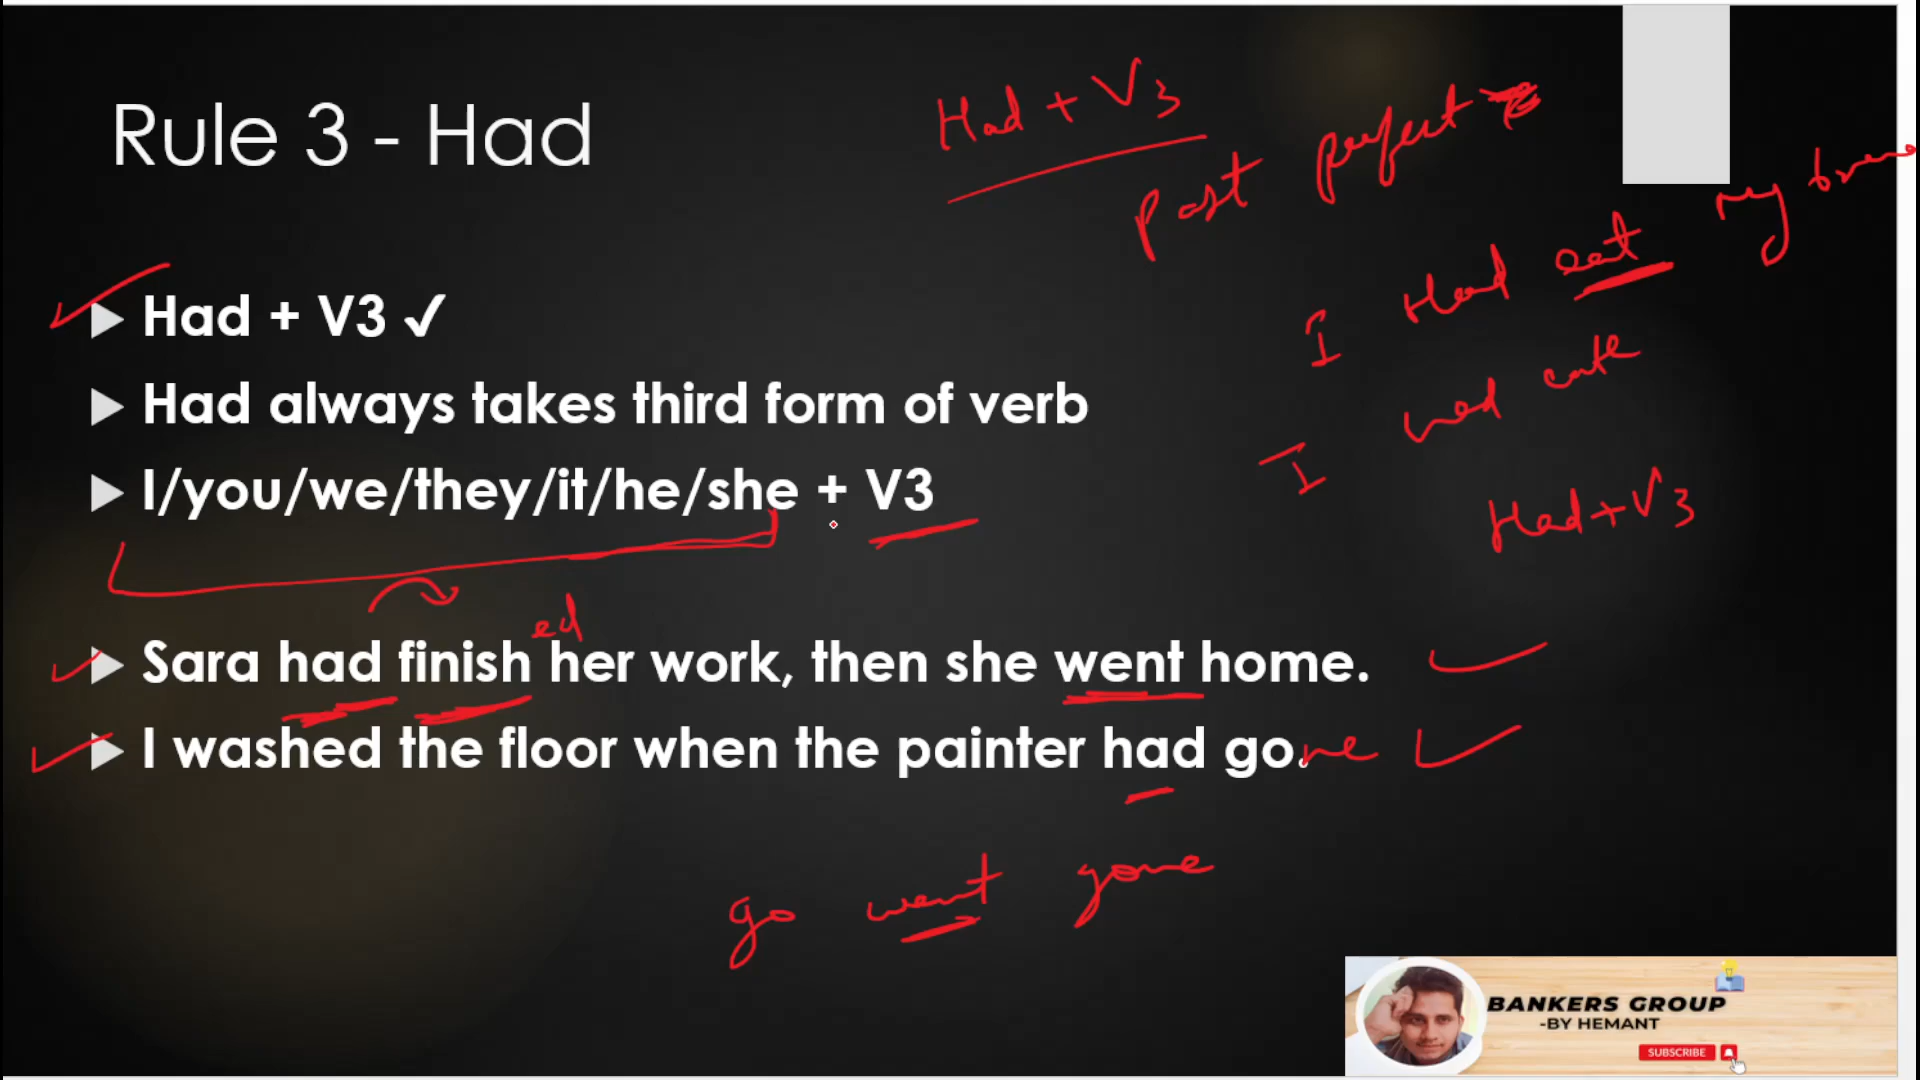 Rule 3 - Had
Had + V3
Past perfect
I Had eat my
I had eate
Had + V3
Had + V3 ✓
Had always takes third form of verb
I/you/we/they/it/he/she + V3
ed
Sara had finish her work, then she went home.
I washed the floor when the painter had go.ne
go went gone
BANKERS GROUP
-BY HEMANT
SUBSCRIBE